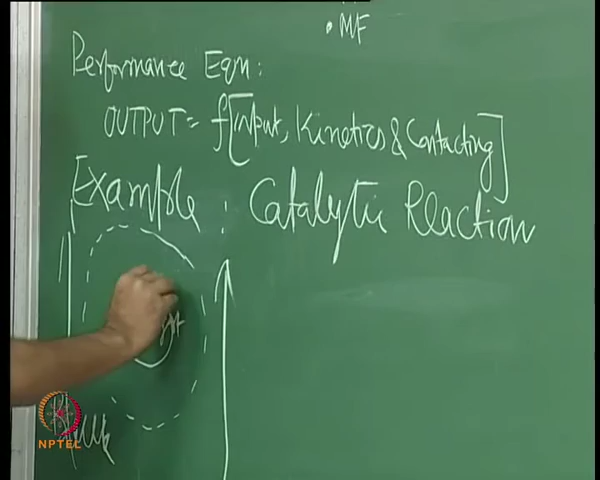 • MF
Performance Eqn:
OUTPUT = f[input, Kinetics & Contacting]
Example : Catalytic Reaction
NPTEL